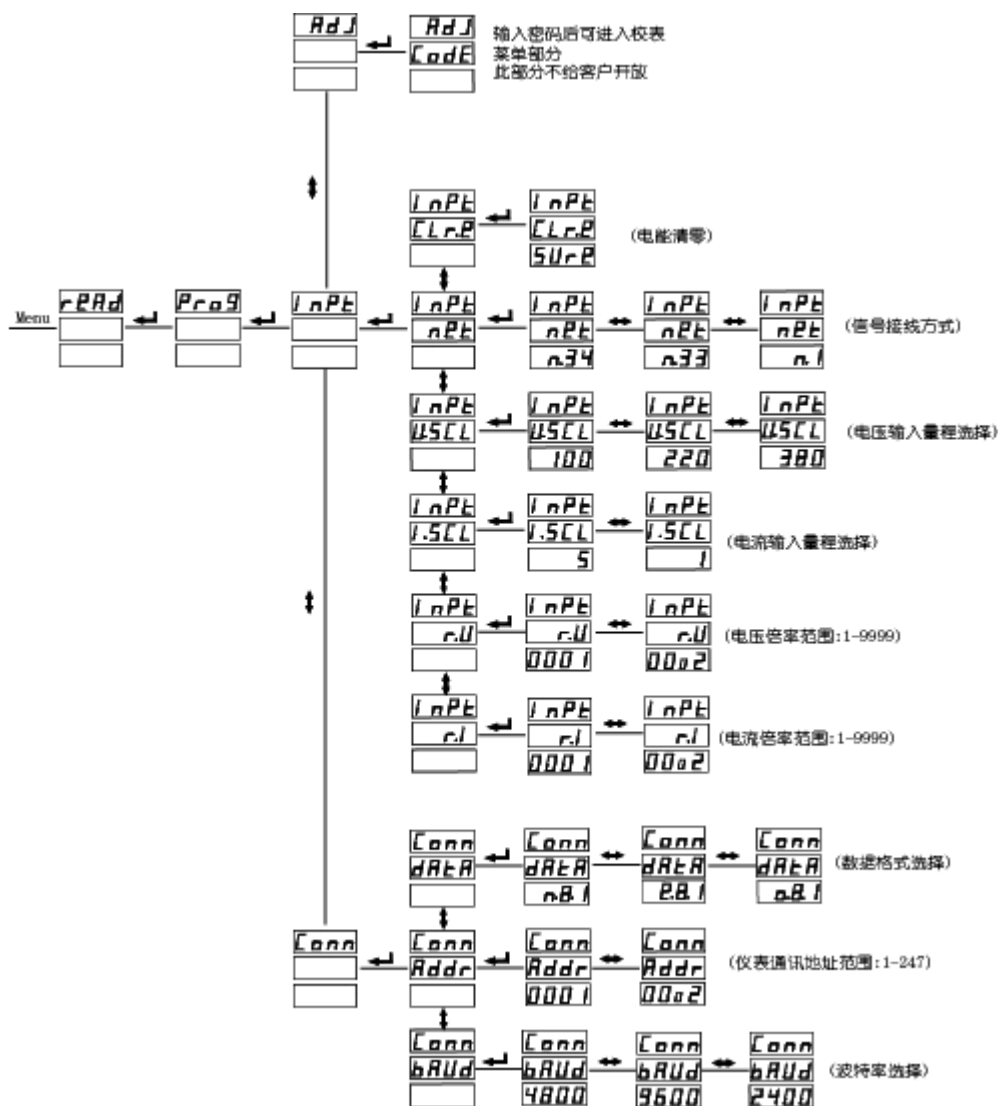 AdJ AdJ 输入密码后可进入校表
CodE 菜单部分
此部分不给客户开放
InPt InPt
CLr.E CLr.E (电能清零)
SUrE
rEAd Prog InPt InPt InPt InPt InPt
Menu nEt nEt nEt nEt (信号接线方式)
n.34 n.33 n.1
InPt InPt InPt InPt
U.SCL U.SCL U.SCL U.SCL (电压输入量程选择)
100 220 380
InPt InPt InPt
I.SCL I.SCL I.SCL (电流输入量程选择)
5 1
InPt InPt InPt
r.U r.U r.U (电压倍率范围:1-9999)
0001 0002
InPt InPt InPt
r.I r.I r.I (电流倍率范围:1-9999)
0001 0002
Conn Conn Conn Conn
dAtA dAtA dAtA dAtA (数据格式选择)
n.8.1 E.8.1 o.8.1
Conn Conn Conn Conn
Addr Addr Addr (仪表通讯地址范围:1-247)
0001 0002
Conn Conn Conn Conn
bAUd bAUd bAUd bAUd (波特率选择)
4800 9600 2400